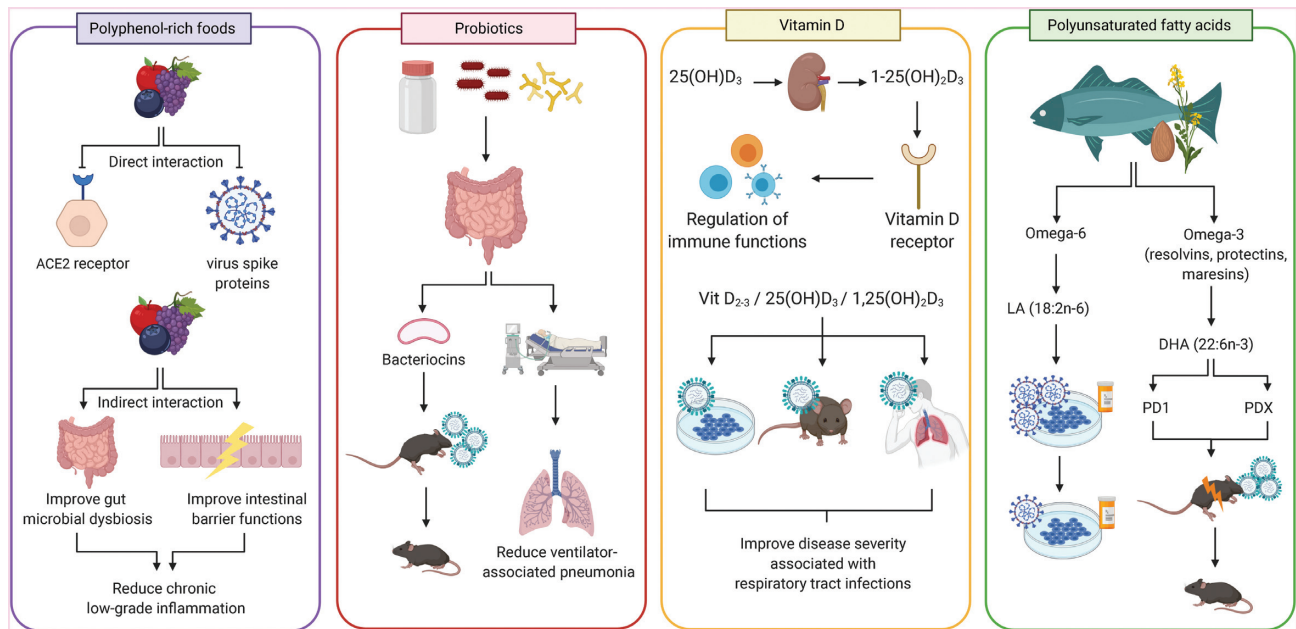 Polyphenol-rich foods
Direct interaction
ACE2 receptor
virus spike
proteins
Indirect interaction
Improve gut
microbial dysbiosis
Improve intestinal
barrier functions
Reduce chronic
low-grade inflammation
Probiotics
Bacteriocins
Reduce ventilator-
associated pneumonia
Vitamin D
25(OH)D₃
1-25(OH)₂D₃
Regulation of
immune functions
Vitamin D
receptor
Vit D₂₋₃ / 25(OH)D₃ / 1,25(OH)₂D₃
Improve disease severity
associated with
respiratory tract infections
Polyunsaturated fatty acids
Omega-6
LA (18:2n-6)
Omega-3
(resolvins, protectins,
maresins)
DHA (22:6n-3)
PD1
PDX